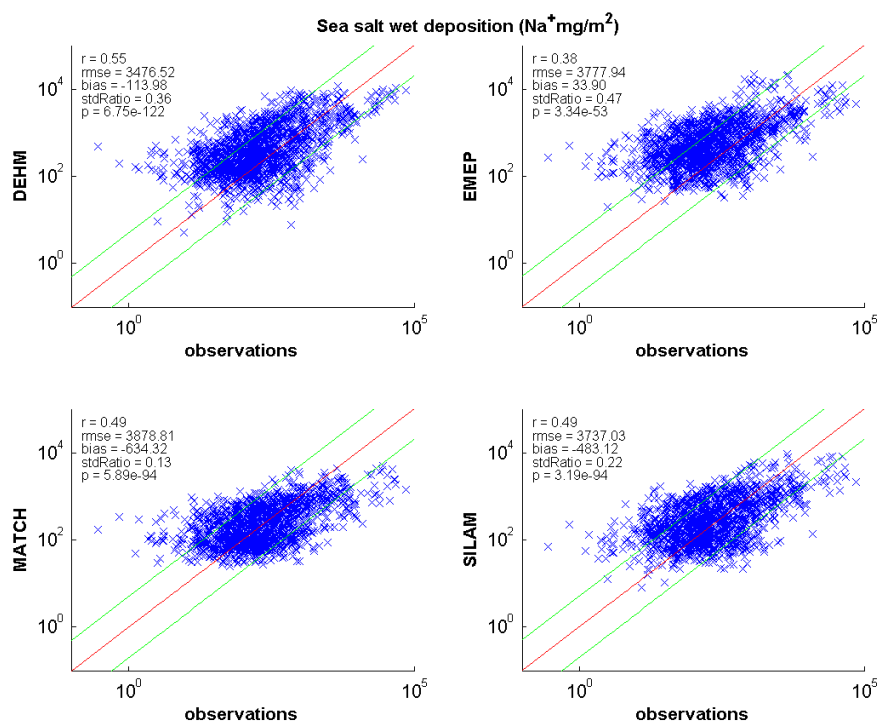 Sea salt wet deposition (Na⁺mg/m²)
r = 0.55
rmse = 3476.52
bias = -113.98
stdRatio = 0.36
p = 6.75e-122
10⁴
10²
10⁰
DEHM
10⁰
10⁵
observations
r = 0.38
rmse = 3777.94
bias = 33.90
stdRatio = 0.47
p = 3.34e-53
10⁴
10²
10⁰
EMEP
10⁰
10⁵
observations
r = 0.49
rmse = 3878.81
bias = -634.32
stdRatio = 0.13
p = 5.89e-94
10⁴
10²
10⁰
MATCH
10⁰
10⁵
observations
r = 0.49
rmse = 3737.03
bias = -483.12
stdRatio = 0.22
p = 3.19e-94
10⁴
10²
10⁰
SILAM
10⁰
10⁵
observations